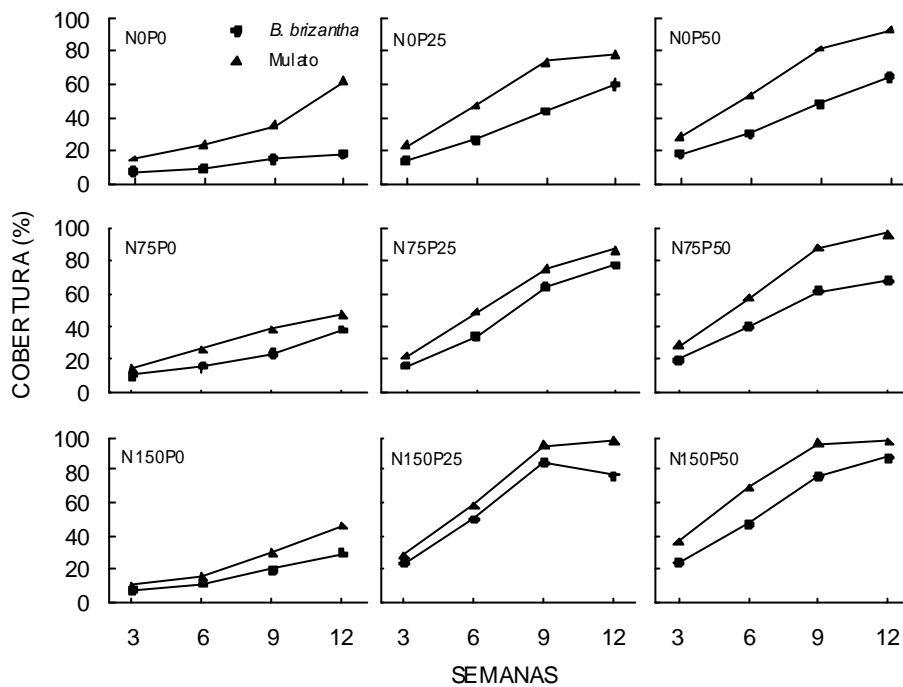 100
80
60
40
20
0
N0P0
B. brizantha
Mulato
N0P25
N0P50
100
80
60
40
20
0
N75P0
N75P25
N75P50
COBERTURA (%)
100
80
60
40
20
0
N150P0
N150P25
N150P50
3 6 9 12 3 6 9 12 3 6 9 12
SEMANAS